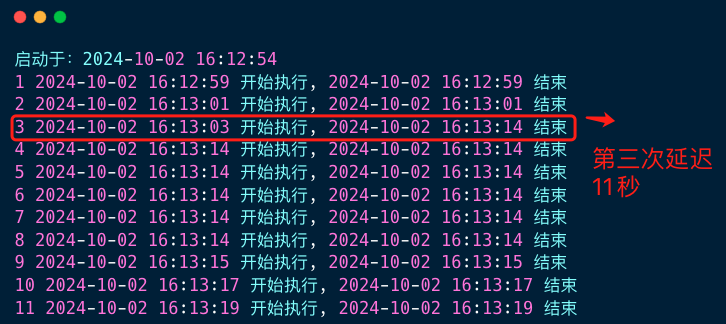 启动于：2024-10-02 16:12:54
1 2024-10-02 16:12:59 开始执行, 2024-10-02 16:12:59 结束
2 2024-10-02 16:13:01 开始执行, 2024-10-02 16:13:01 结束
3 2024-10-02 16:13:03 开始执行, 2024-10-02 16:13:14 结束
4 2024-10-02 16:13:14 开始执行, 2024-10-02 16:13:14 结束
5 2024-10-02 16:13:14 开始执行, 2024-10-02 16:13:14 结束
6 2024-10-02 16:13:14 开始执行, 2024-10-02 16:13:14 结束
7 2024-10-02 16:13:14 开始执行, 2024-10-02 16:13:14 结束
8 2024-10-02 16:13:14 开始执行, 2024-10-02 16:13:14 结束
9 2024-10-02 16:13:15 开始执行, 2024-10-02 16:13:15 结束
10 2024-10-02 16:13:17 开始执行, 2024-10-02 16:13:17 结束
11 2024-10-02 16:13:19 开始执行, 2024-10-02 16:13:19 结束
第三次延迟
11秒